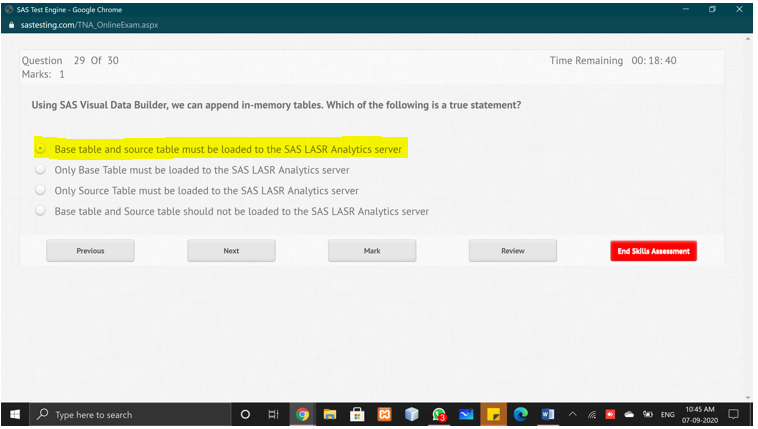 SAS Test Engine - Google Chrome
sastesting.com/TNA_OnlineExam.aspx
Question 29 Of 30
Time Remaining 00:18:40
Marks: 1
Using SAS Visual Data Builder, we can append in-memory tables. Which of the following is a true statement?
Base table and source table must be loaded to the SAS LASR Analytics server
Only Base Table must be loaded to the SAS LASR Analytics server
Only Source Table must be loaded to the SAS LASR Analytics server
Base table and Source table should not be loaded to the SAS LASR Analytics server
Previous Next Mark Review End Skills Assessment
Type here to search
3
ENG
10:45 AM
07-09-2020